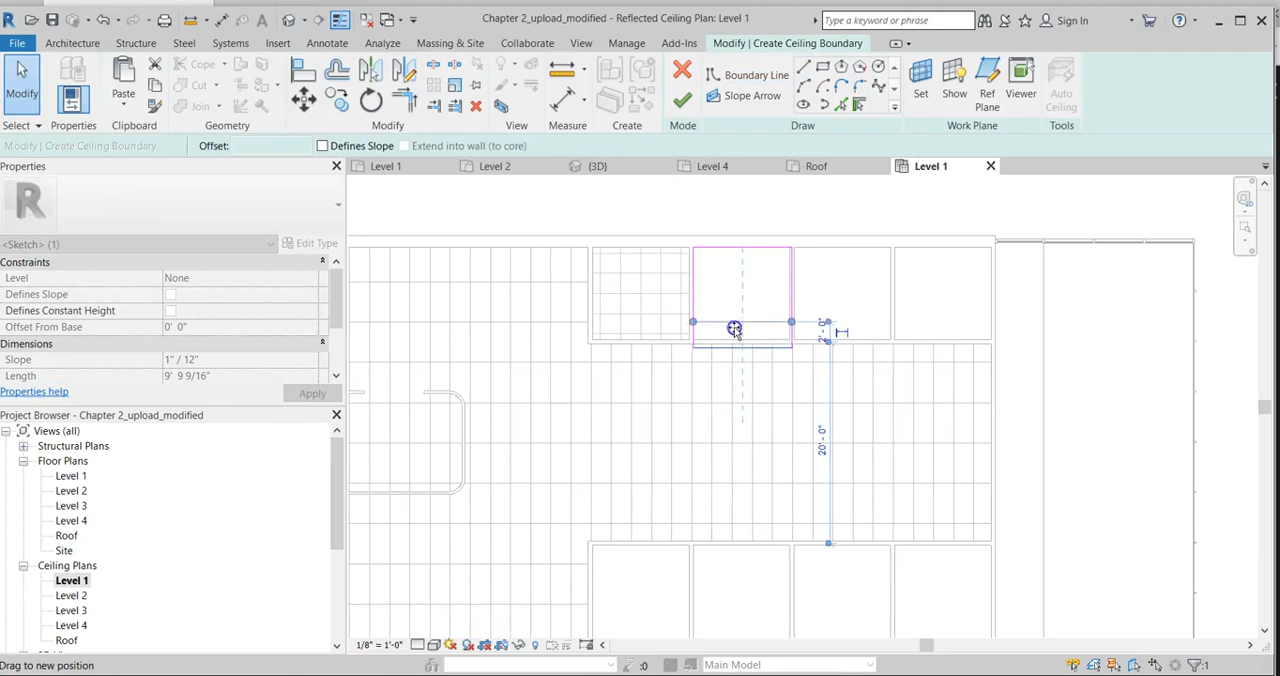 Chapter 2_upload_modified - Reflected Ceiling Plan: Level 1
Type a keyword or phrase
Sign In
File Architecture Structure Steel Systems Insert Annotate Analyze Massing & Site Collaborate View Manage Add-Ins Modify | Create Ceiling Boundary
Modify
Paste
Cope
Cut
Join
Boundary Line
Slope Arrow
Set
Show
Ref
Plane
Viewer
Auto
Ceiling
Select Properties Clipboard Geometry Modify View Measure Create Mode Draw Work Plane Tools
Modify | Create Ceiling Boundary
Offset:
Defines Slope
Extend into wall (to core)
Level 1
Level 2
{3D}
Level 4
Roof
Level 1
Properties
<Sketch> (1)
Edit Type
Constraints
Level None
Defines Slope
Defines Constant Height
Offset From Base 0' 0"
Dimensions
Slope 1" / 12"
Length 9' 9 9/16"
Properties help
Apply
Project Browser - Chapter 2_upload_modified
Views (all)
Structural Plans
Floor Plans
Level 1
Level 2
Level 3
Level 4
Roof
Site
Ceiling Plans
Level 1
Level 2
Level 3
Level 4
Roof
2' - 0"
20' - 0"
1/8" = 1'-0"
Drag to new position
:0
Main Model
:1